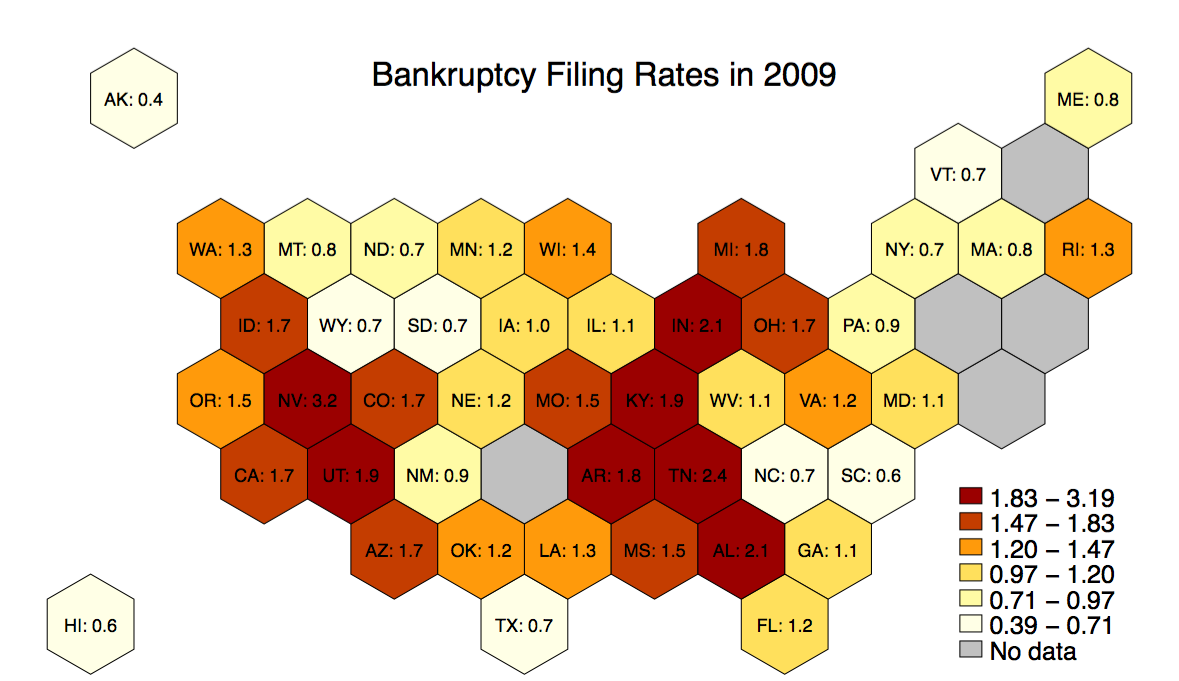 Bankruptcy Filing Rates in 2009
AK: 0.4
ME: 0.8
VT: 0.7
WA: 1.3
MT: 0.8
ND: 0.7
MN: 1.2
WI: 1.4
MI: 1.8
NY: 0.7
MA: 0.8
RI: 1.3
ID: 1.7
WY: 0.7
SD: 0.7
IA: 1.0
IL: 1.1
IN: 2.1
OH: 1.7
PA: 0.9
OR: 1.5
NV: 3.2
CO: 1.7
NE: 1.2
MO: 1.5
KY: 1.9
WV: 1.1
VA: 1.2
MD: 1.1
CA: 1.7
UT: 1.9
NM: 0.9
AR: 1.8
TN: 2.4
NC: 0.7
SC: 0.6
AZ: 1.7
OK: 1.2
LA: 1.3
MS: 1.5
AL: 2.1
GA: 1.1
HI: 0.6
TX: 0.7
FL: 1.2
1.83 – 3.19
1.47 – 1.83
1.20 – 1.47
0.97 – 1.20
0.71 – 0.97
0.39 – 0.71
No data